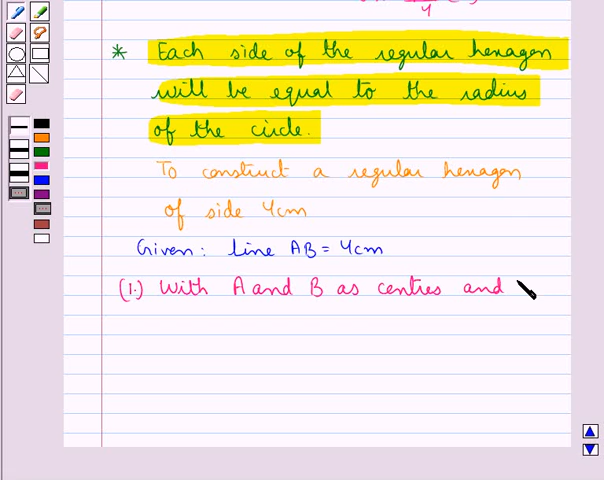 4
* Each side of the regular hexagon
will be equal to the radius
of the circle.
To construct a regular hexagon
of side 4cm
Given: line AB = 4cm
(1.) With A and B as centres and